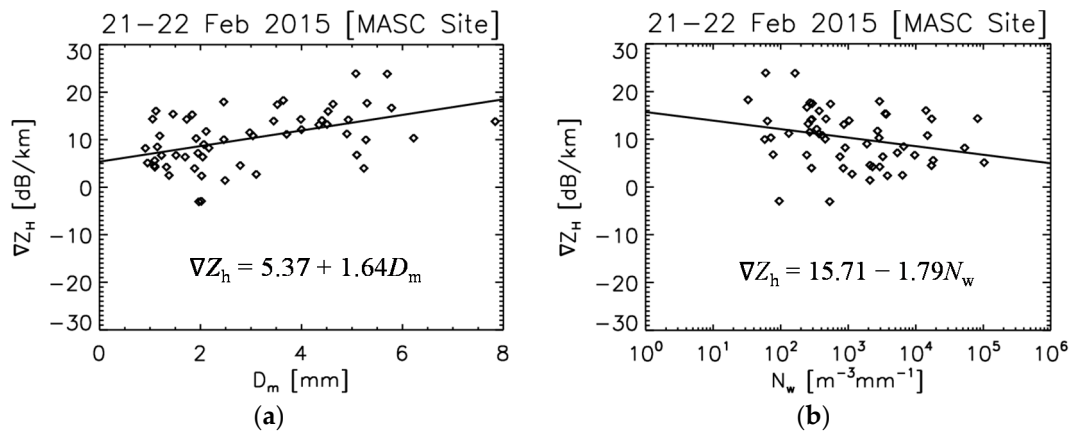 21-22 Feb 2015 [MASC Site]
30
20
10
0
-10
-20
-30
∇Z_H [dB/km]
∇Z_h = 5.37 + 1.64D_m
0 2 4 6 8
D_m [mm]
(a)
21-22 Feb 2015 [MASC Site]
30
20
10
0
-10
-20
-30
∇Z_H [dB/km]
∇Z_h = 15.71 − 1.79N_w
10^0 10^1 10^2 10^3 10^4 10^5 10^6
N_w [m^-3mm^-1]
(b)